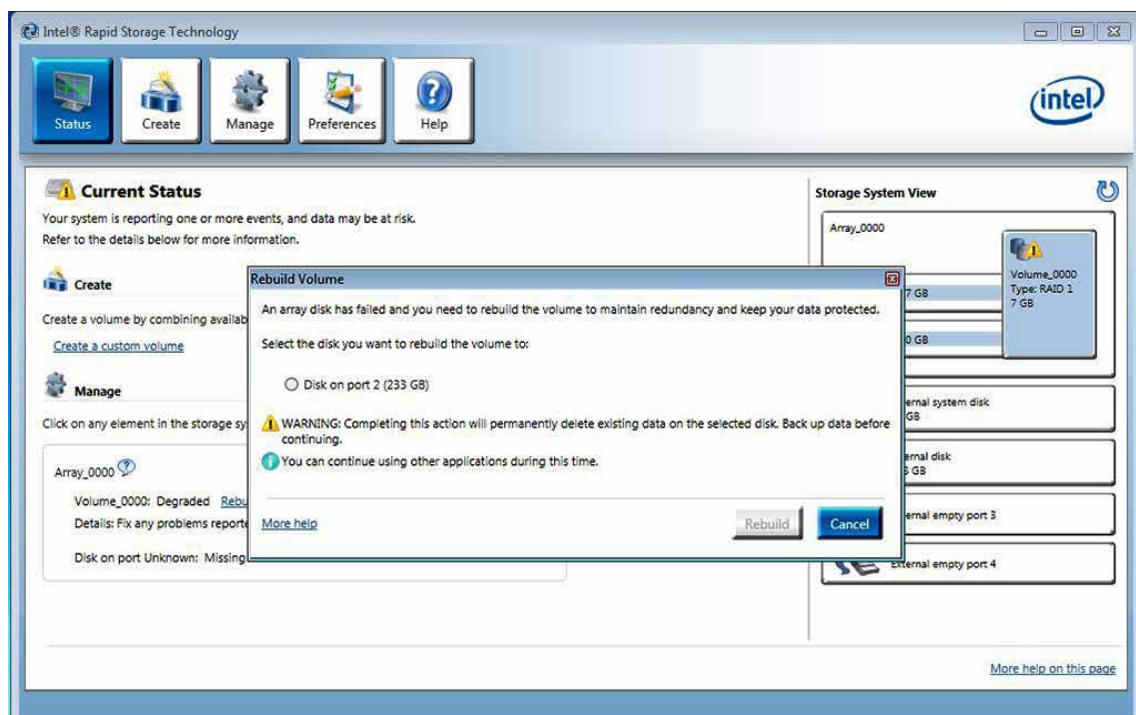 Intel® Rapid Storage Technology
Status
Create
Manage
Preferences
Help
intel
Current Status
Your system is reporting one or more events, and data may be at risk.
Refer to the details below for more information.
Create
Create a volume by combining availab
Create a custom volume
Manage
Click on any element in the storage sy
Array_0000
Volume_0000: Degraded Rebu
Details: Fix any problems reporte
Disk on port Unknown: Missing
Rebuild Volume
An array disk has failed and you need to rebuild the volume to maintain redundancy and keep your data protected.
Select the disk you want to rebuild the volume to:
Disk on port 2 (233 GB)
WARNING: Completing this action will permanently delete existing data on the selected disk. Back up data before
continuing.
You can continue using other applications during this time.
More help
Rebuild
Cancel
Storage System View
Array_0000
Volume_0000
Type: RAID 1
7 GB
7 GB
0 GB
ernal system disk
GB
ernal disk
GB
ernal empty port 3
External empty port 4
More help on this page